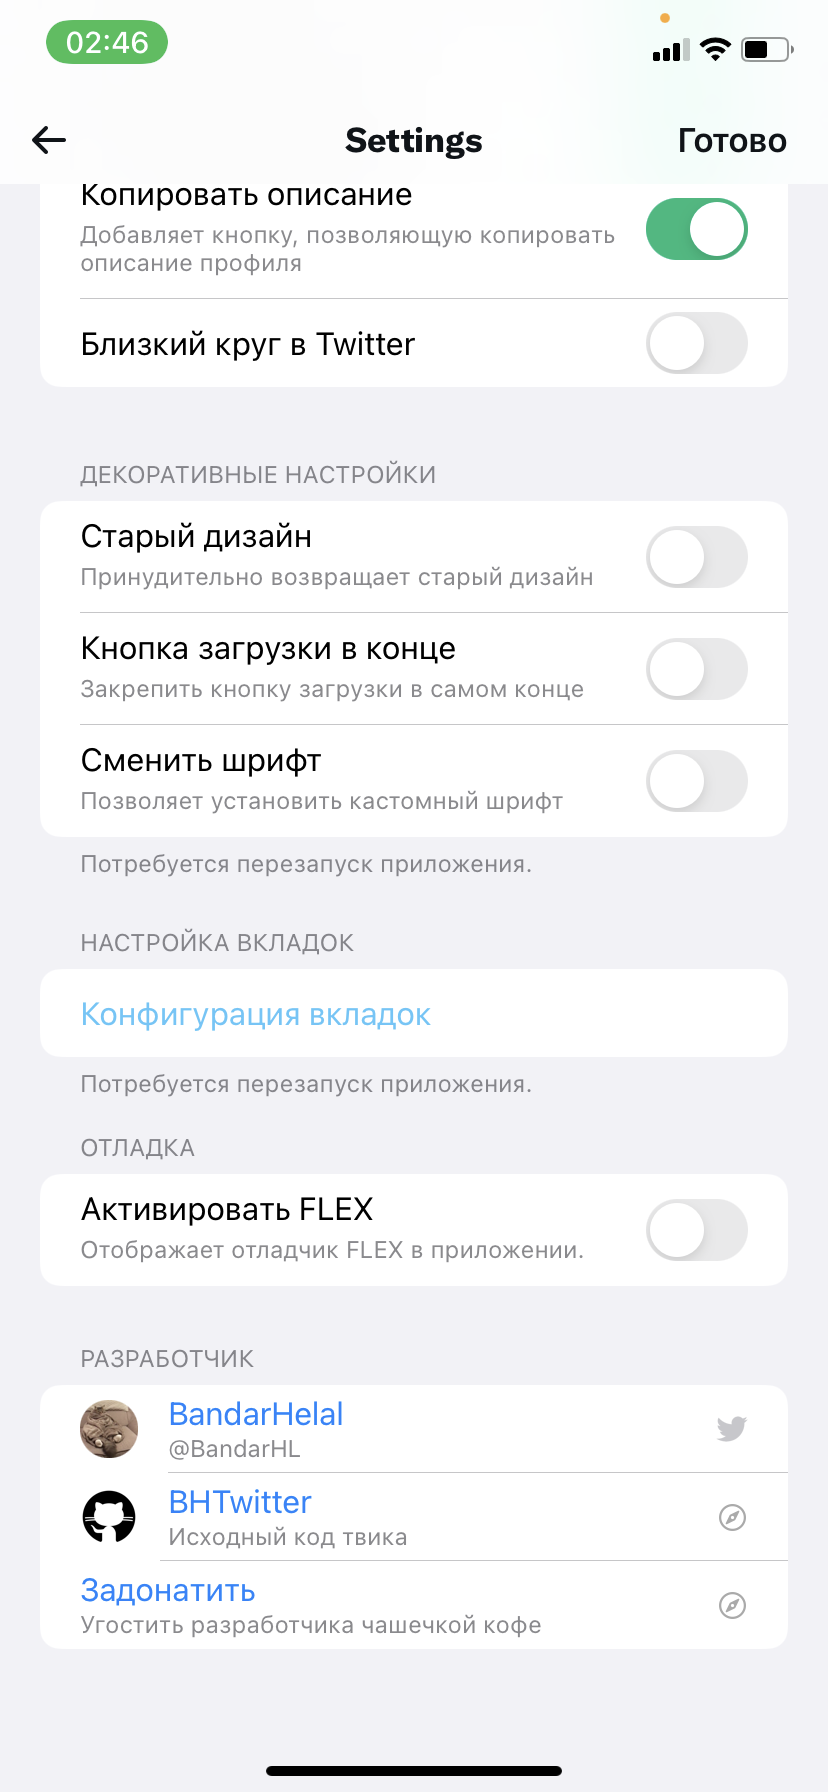 02:46
Settings
Готово
Копировать описание
Добавляет кнопку, позволяющую копировать
описание профиля
Близкий круг в Twitter
ДЕКОРАТИВНЫЕ НАСТРОЙКИ
Старый дизайн
Принудительно возвращает старый дизайн
Кнопка загрузки в конце
Закрепить кнопку загрузки в самом конце
Сменить шрифт
Позволяет установить кастомный шрифт
Потребуется перезапуск приложения.
НАСТРОЙКА ВКЛАДОК
Конфигурация вкладок
Потребуется перезапуск приложения.
ОТЛАДКА
Активировать FLEX
Отображает отладчик FLEX в приложении.
РАЗРАБОТЧИК
BandarHelal
@BandarHL
BHTwitter
Исходный код твика
Задонатить
Угостить разработчика чашечкой кофе